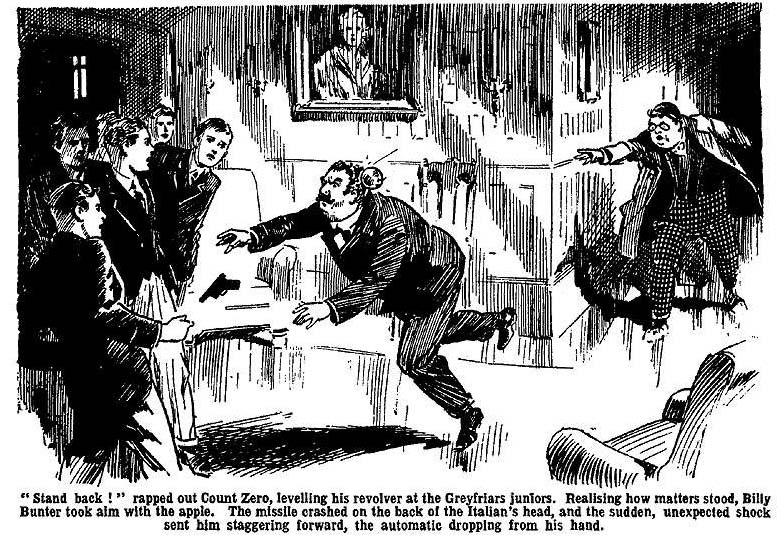 "Stand back!" rapped out Count Zero, levelling his revolver at the Greyfriars juniors. Realising how matters stood, Billy
Bunter took aim with the apple. The missile crashed on the back of the Italian's head, and the sudden, unexpected shock
sent him staggering forward, the automatic dropping from his hand.